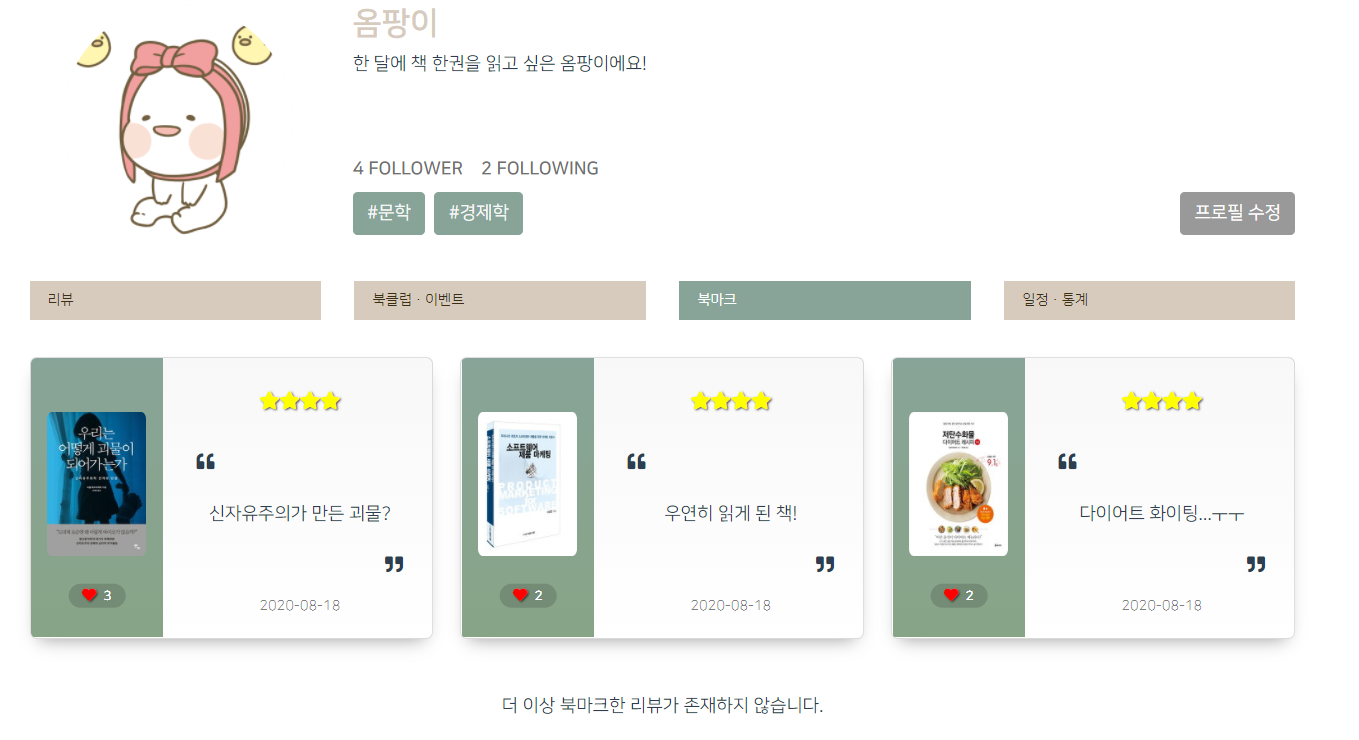 옴팡이
한 달에 책 한권을 읽고 싶은 옴팡이에요!
4 FOLLOWER 2 FOLLOWING
#문학 #경제학
프로필 수정
리뷰
북클럽 · 이벤트
북마크
일정 · 통계
우리는
어떻게 괴물이
되어가는가
“
신자유주의가 만든 괴물?
”
3
2020-08-18
소프트웨어
제품 마케팅
PRODUCT
MARKETING
FOR
SOFTWARE
“
우연히 읽게 된 책!
”
2
2020-08-18
저탄수화물
다이어트 레시피
9.1
“
다이어트 화이팅...ㅜㅜ
”
2
2020-08-18
더 이상 북마크한 리뷰가 존재하지 않습니다.